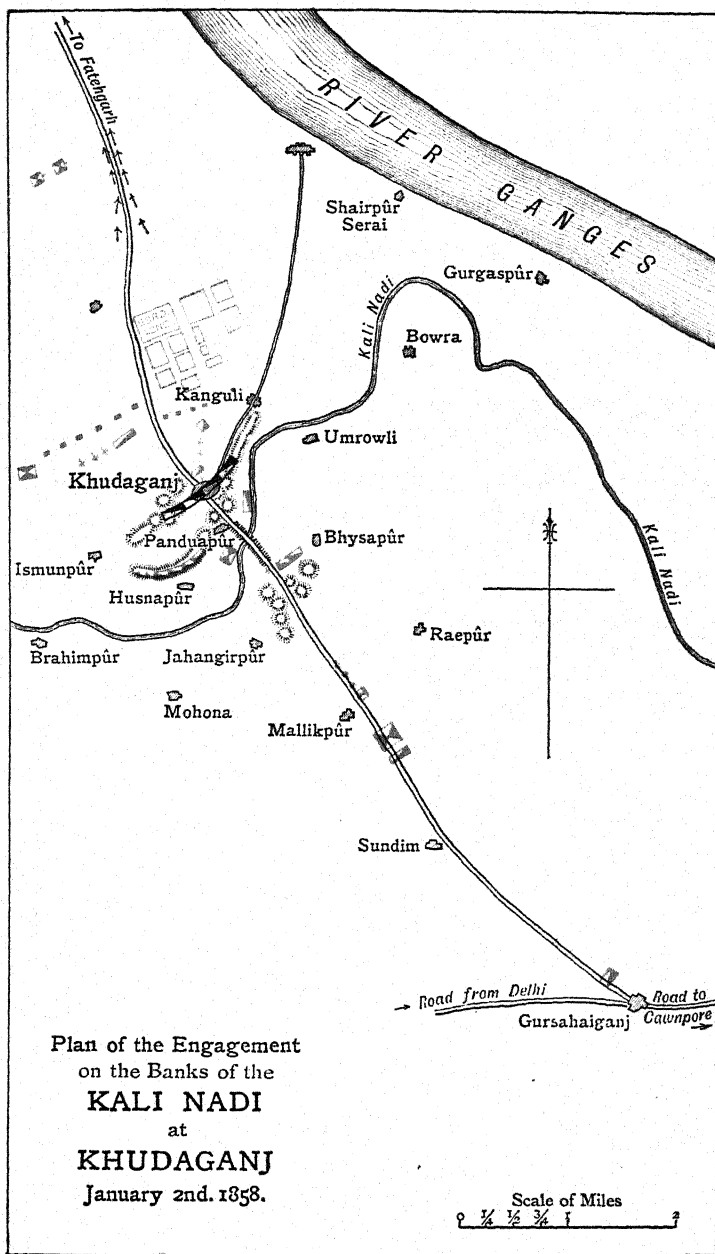 To Fatehgarh
RIVER GANGES
Shairpûr
Serai
Gurgaspûr
Kali Nadi
Bowra
Kanguli
Umrowli
Khudaganj
Kali Nadi
Panduapûr
Bhysapûr
Ismunpûr
Husnapûr
Raepûr
Brahimpûr
Jahangirpûr
Mohona
Mallikpûr
Sundim
Road from Delhi
Road to
Cawnpore
Gursahaiganj
Plan of the Engagement
on the Banks of the
KALI NADI
at
KHUDAGANJ
January 2nd. 1858.
Scale of Miles
0 ¼ ½ ¾ 1 2